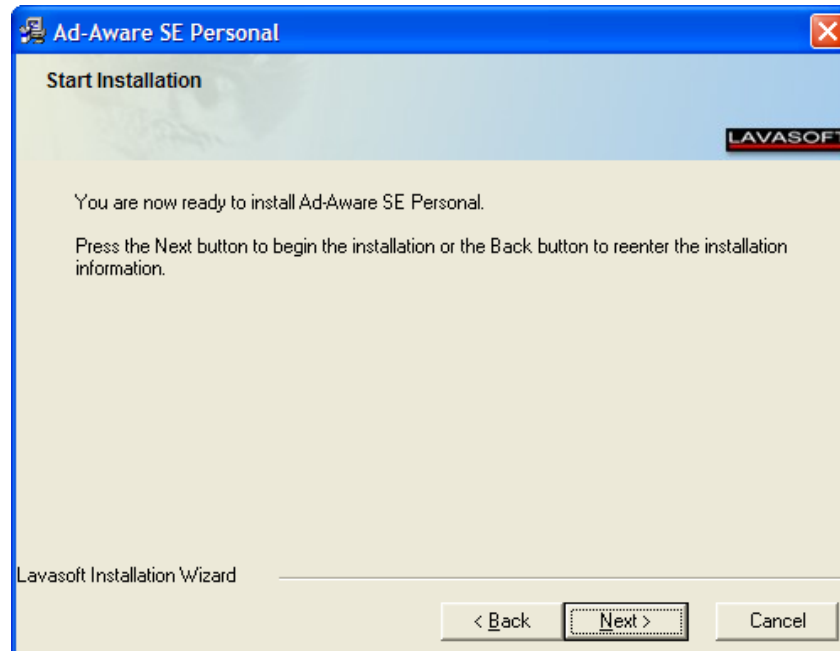 Ad-Aware SE Personal
Start Installation
LAVASOFT
You are now ready to install Ad-Aware SE Personal.
Press the Next button to begin the installation or the Back button to reenter the installation
information.
Lavasoft Installation Wizard
< Back
Next >
Cancel